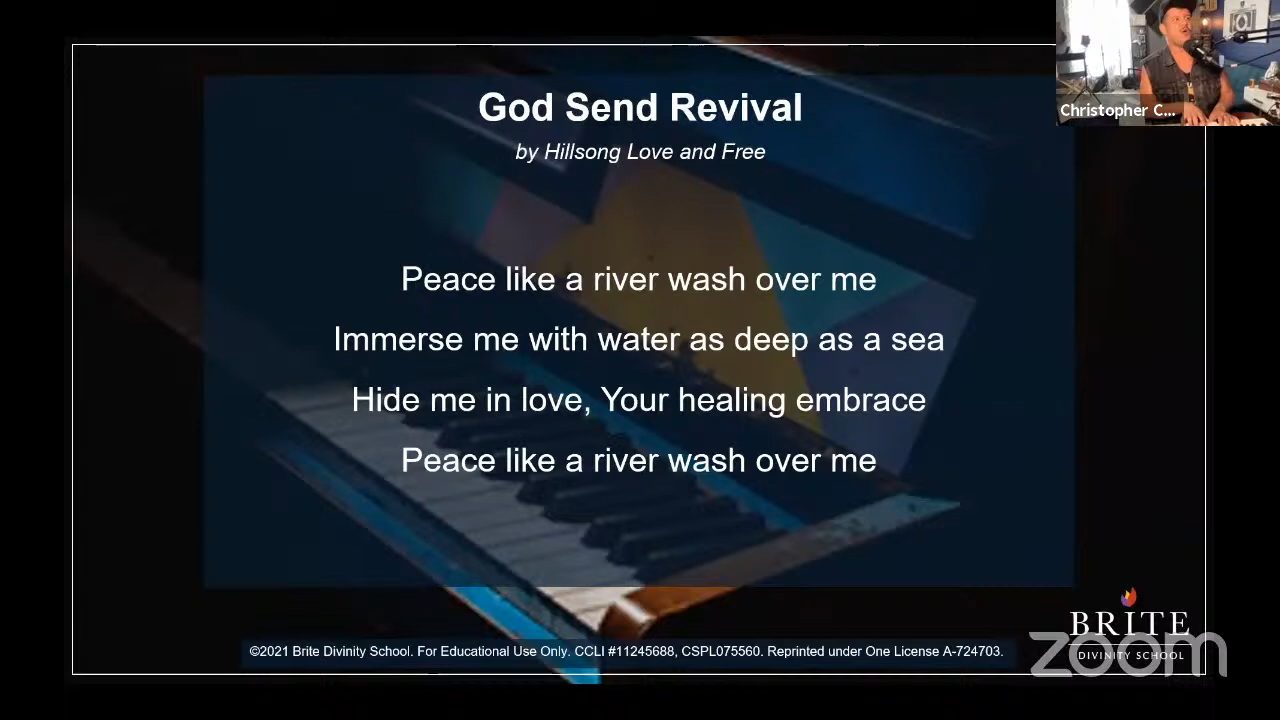 God Send Revival
by Hillsong Love and Free
Peace like a river wash over me
Immerse me with water as deep as a sea
Hide me in love, Your healing embrace
Peace like a river wash over me
Christopher C...
©2021 Brite Divinity School. For Educational Use Only. CCLI #11245688, CSPL075560. Reprinted under One License A-724703.
BRITE
DIVINITY SCHOOL
zoom